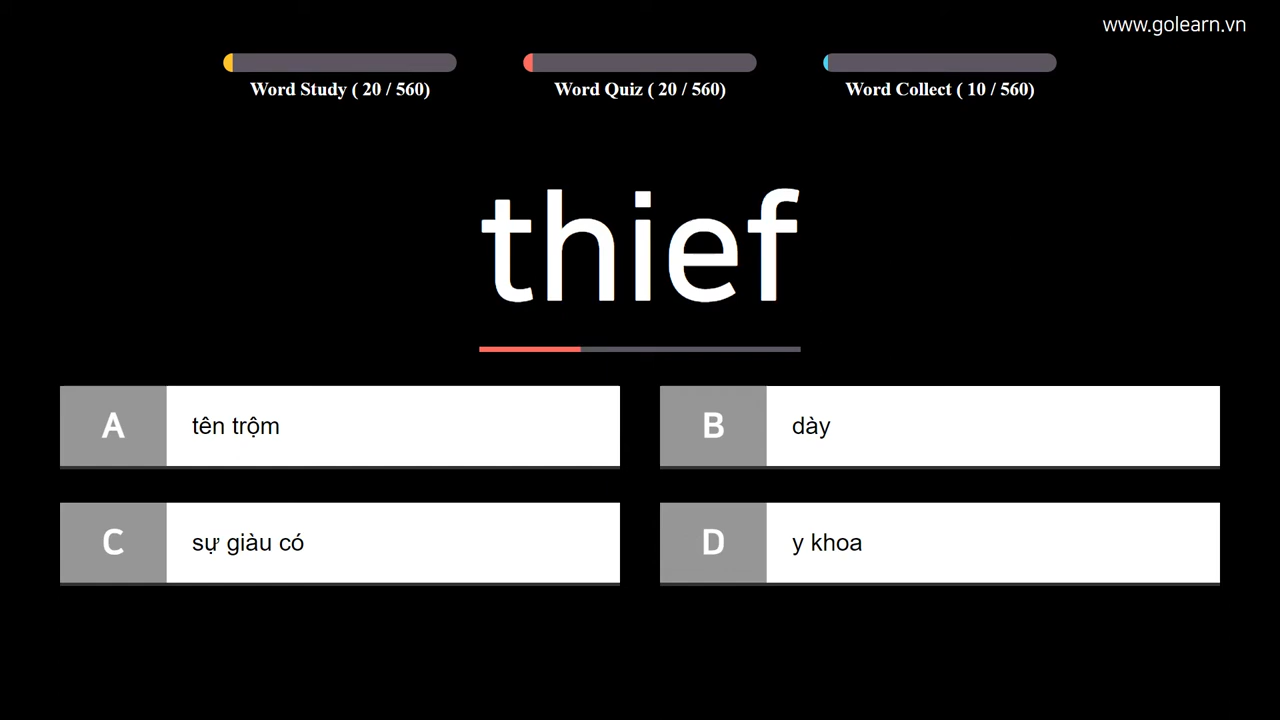 www.golearn.vn
Word Study ( 20 / 560)
Word Quiz ( 20 / 560)
Word Collect ( 10 / 560)
thief
A tên trộm
B dày
C sự giàu có
D y khoa